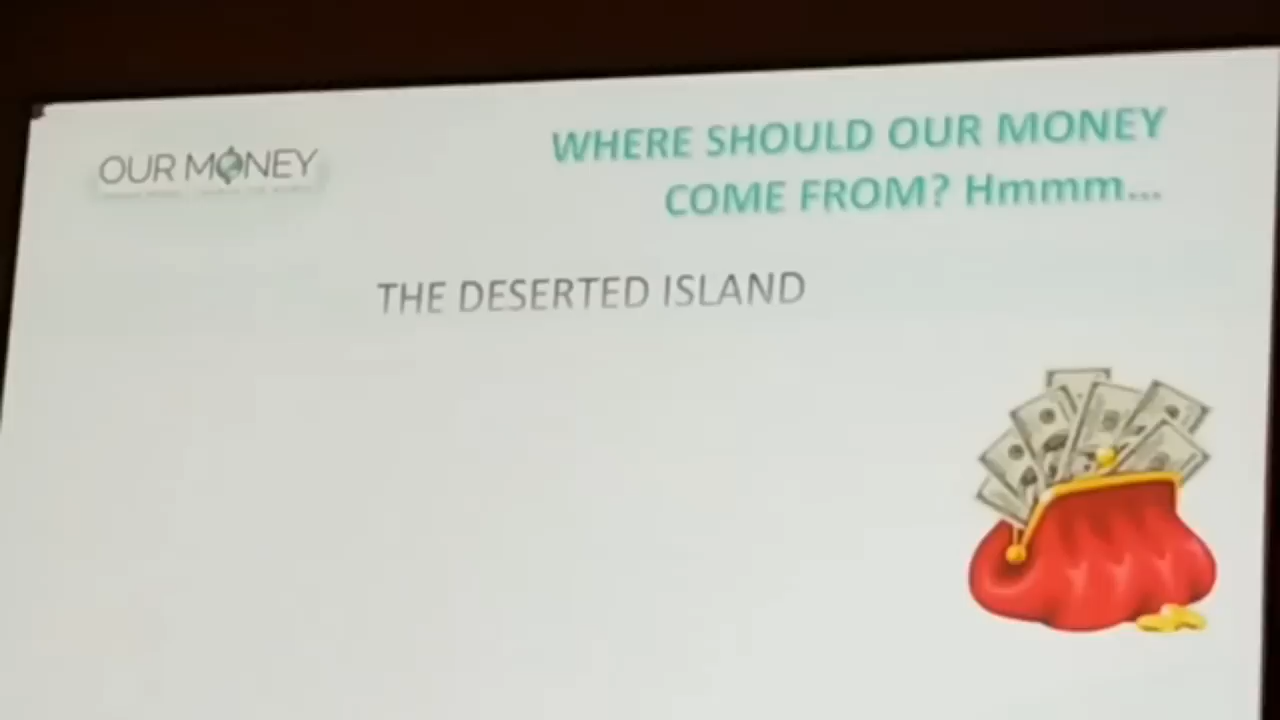 OUR MONEY
WHERE SHOULD OUR MONEY
COME FROM? Hmmm...
THE DESERTED ISLAND